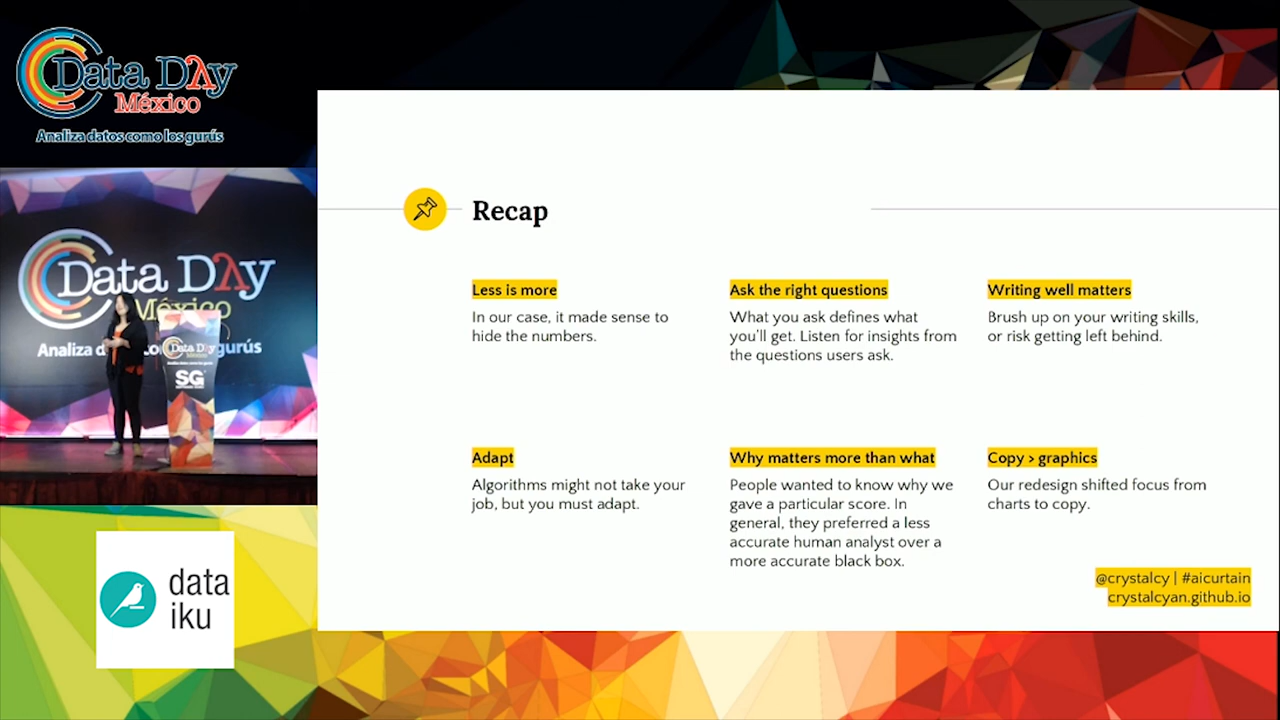 Data Day
México
Analiza datos como los gurús
Data Day
México
Analiza d
gurús
Data Day
SG
data
iku
Recap
Less is more
In our case, it made sense to
hide the numbers.
Ask the right questions
What you ask defines what
you'll get. Listen for insights from
the questions users ask.
Writing well matters
Brush up on your writing skills,
or risk getting left behind.
Adapt
Algorithms might not take your
job, but you must adapt.
Why matters more than what
People wanted to know why we
gave a particular score. In
general, they preferred a less
accurate human analyst over a
more accurate black box.
Copy > graphics
Our redesign shifted focus from
charts to copy.
@crystalcy | #aicurtain
crystalcyan.github.io